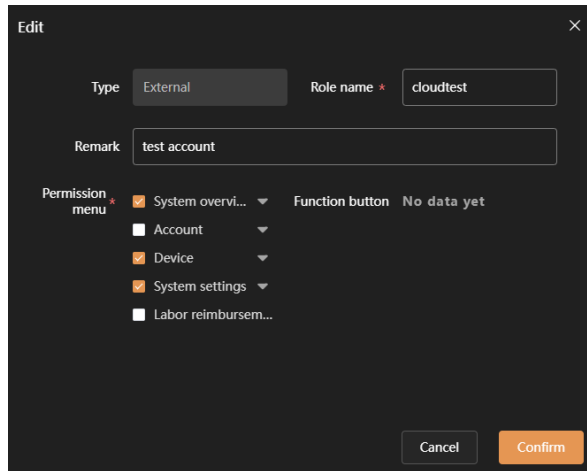 Edit
Type External Role name * cloudtest
Remark test account
Permission menu * System overvi... Function button No data yet
Account
Device
System settings
Labor reimbursem...
Cancel Confirm